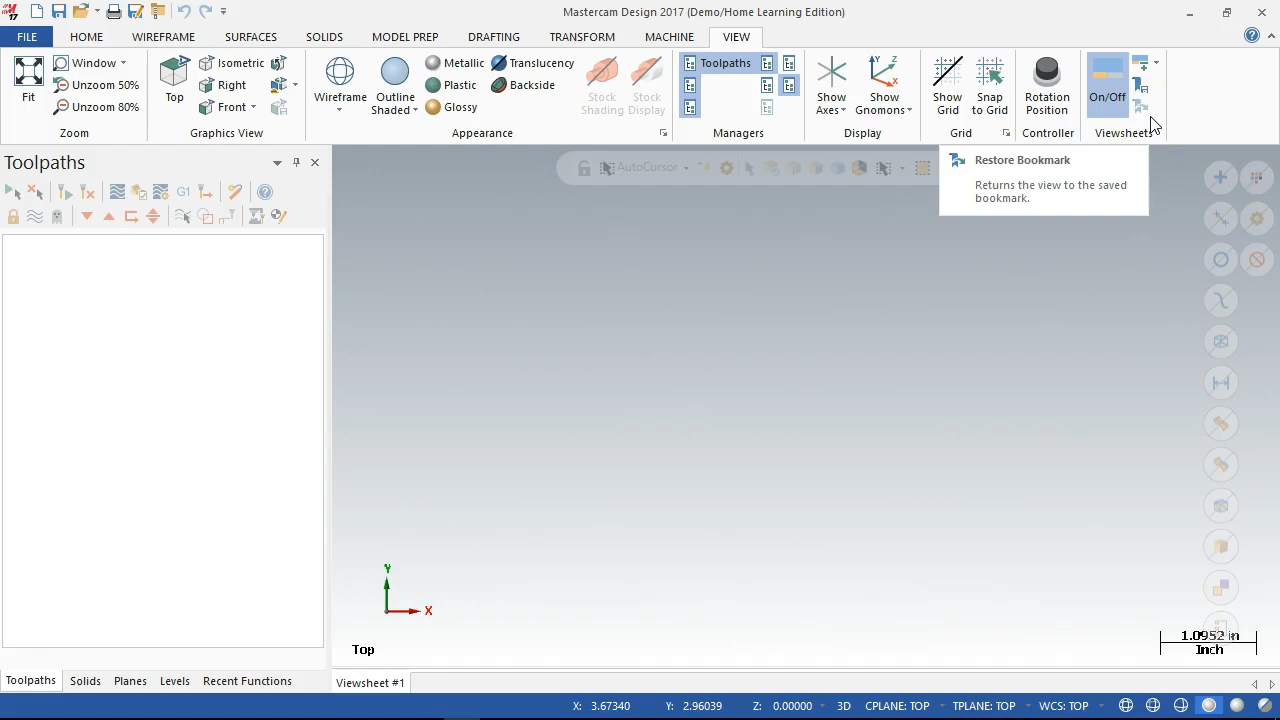 17
Mastercam Design 2017 (Demo/Home Learning Edition)
FILE HOME WIREFRAME SURFACES SOLIDS MODEL PREP DRAFTING TRANSFORM MACHINE VIEW
Fit
Window
Unzoom 50%
Unzoom 80%
Zoom
Top
Isometric
Right
Front
Graphics View
Wireframe
Outline
Shaded
Metallic
Plastic
Glossy
Translucency
Backside
Stock
Shading
Stock
Display
Appearance
Toolpaths
Managers
Show
Axes
Show
Gnomons
Display
Show
Grid
Snap
to Grid
Grid
Rotation
Position
Controller
On/Off
Viewsheets
Toolpaths
G1
AutoCursor
Restore Bookmark
Returns the view to the saved
bookmark.
Y
X
Top
1.0952 in
Inch
Toolpaths Solids Planes Levels Recent Functions
Viewsheet #1
X: 3.67340 Y: 2.96039 Z: 0.00000 3D CPLANE: TOP TPLANE: TOP WCS: TOP